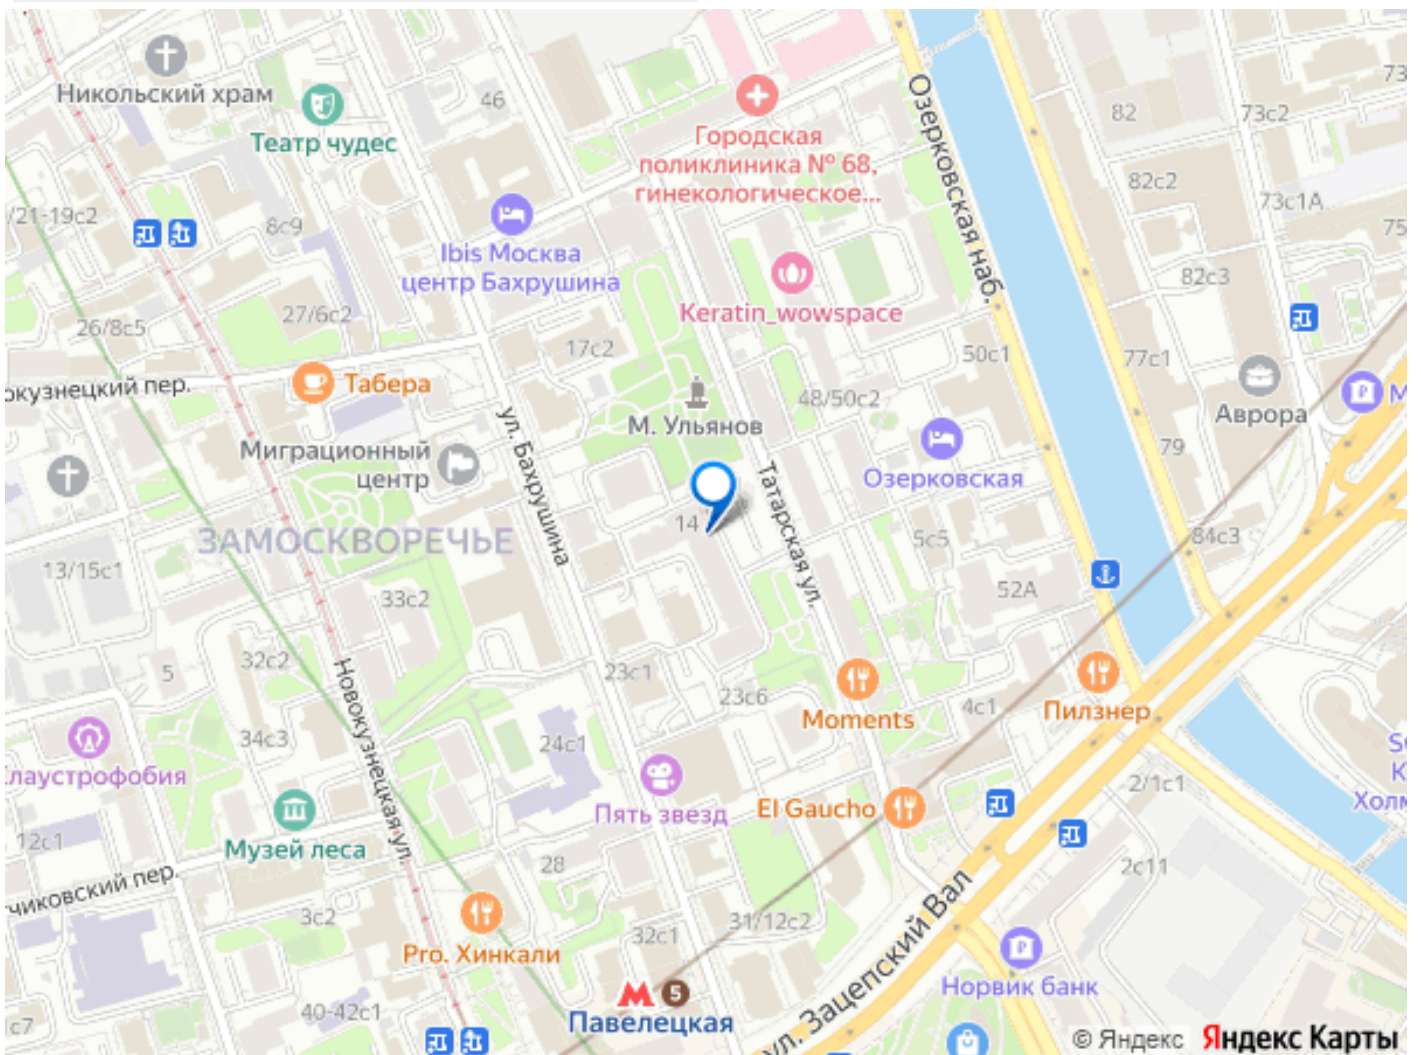 Никольский храм
Театр чудес
46
Городская
поликлиника № 68,
гинекологическое...
Озерковская наб.
82
73с2
73
82с2
73с1А
75
/21-19с2
8с9
Ibis Москва
центр Бахрушина
Keratin_wowspace
82с3
26/8с5
27/6с2
17с2
50с1
77с1
окузнецкий пер.
Табера
48/50с2
Аврора
М
М. Ульянов
ул. Бахрушина
Миграционный
центр
Озерковская
79
Татарская ул.
14
ЗАМОСКВОРЕЧЬЕ
5с5
84с3
13/15с1
33с2
52А
5
32с2
23с1
23с6
Новокузнецкая ул.
Moments
4с1
Пилзнер
34с3
24с1
лаустрофобия
Пять звезд
El Gaucho
2/1с1
S
К
Холм
12с1
Музей леса
28
2с11
чиковский пер.
3с2
31/12с2
ул. Зацепский Вал
32с1
Pro. Хинкали
Норвик банк
М 5
Павелецкая
40-42с1
с7
© Яндекс Яндекс Карты